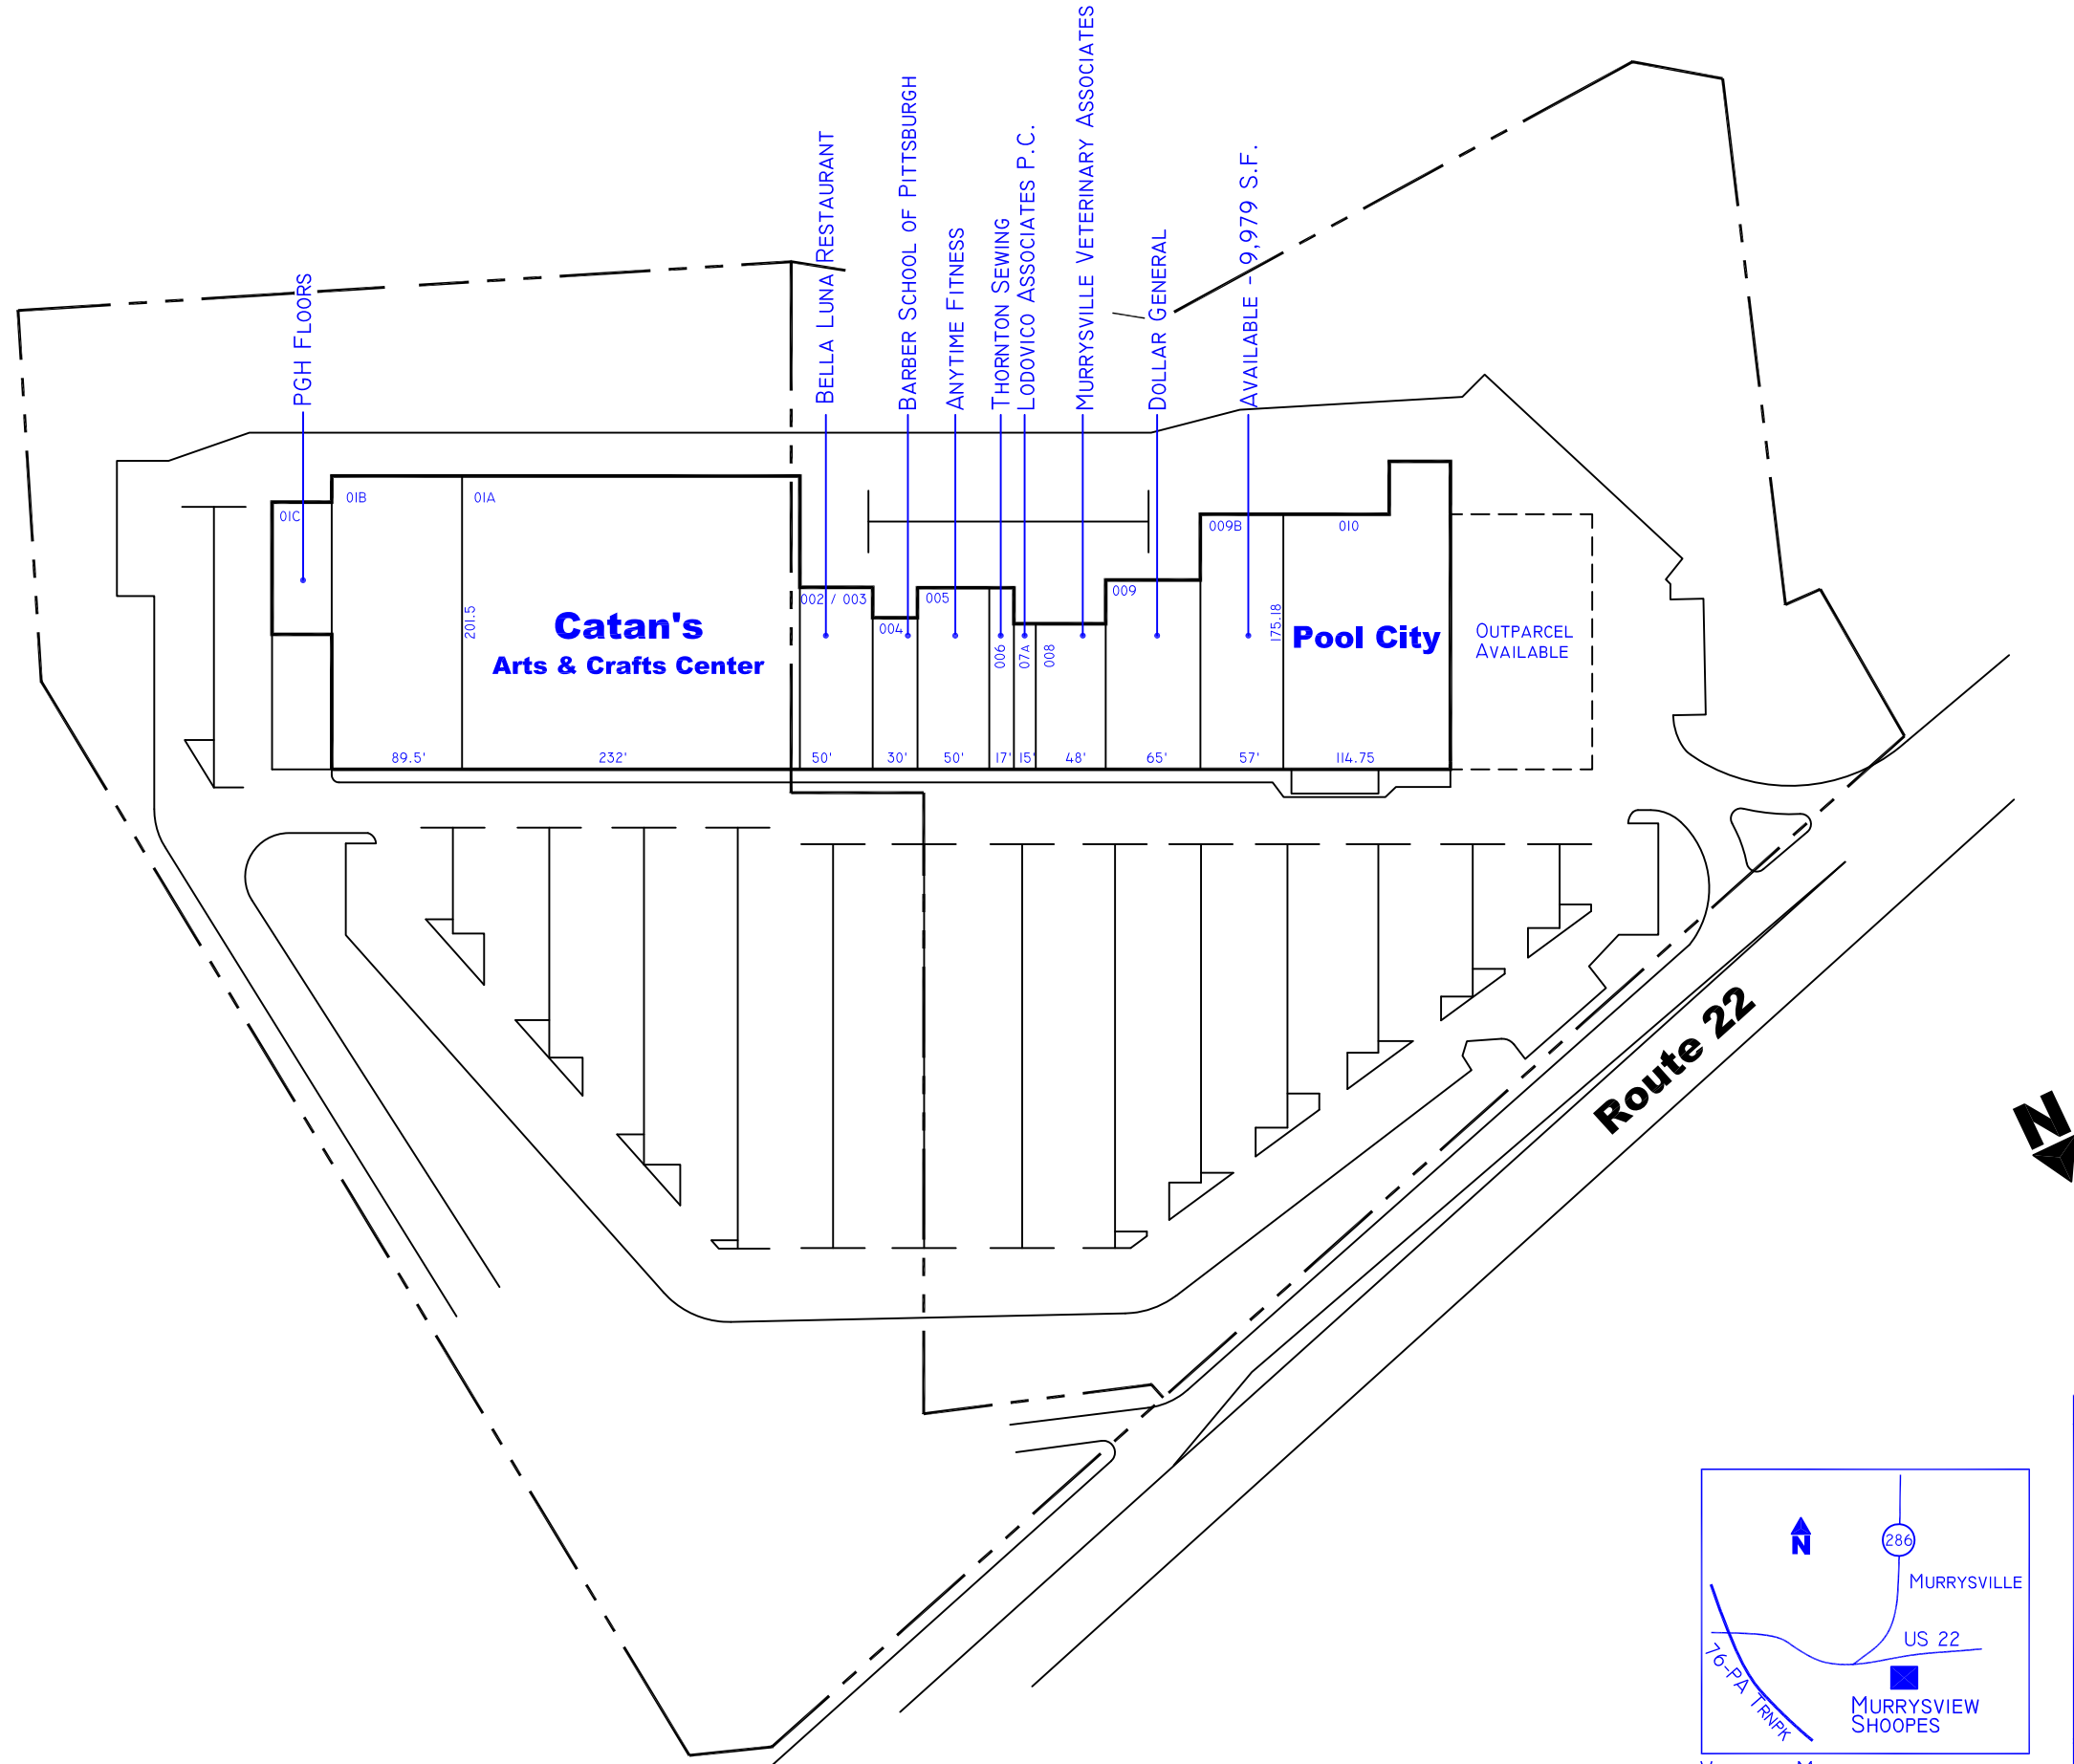 PGH FLOORS
BELLA LUNA RESTAURANT
BARBER SCHOOL OF PITTSBURGH
ANYTIME FITNESS
THORNTON SEWING
LODOVICO ASSOCIATES P.C.
MURRYSVILLE VETERINARY ASSOCIATES
DOLLAR GENERAL
AVAILABLE - 9,979 S.F.
01C
01B
01A
002 / 003
004
005
006
07A
008
009
009B
010
201.5
175.18
Catan's
Arts & Crafts Center
Pool City
OUTPARCEL
AVAILABLE
89.5'
232'
50'
30'
50'
17'
15'
48'
65'
57'
114.75
Route 22
N
N
286
MURRYSVILLE
US 22
76-PA TRNPK
MURRYSVIEW
SHOOPES